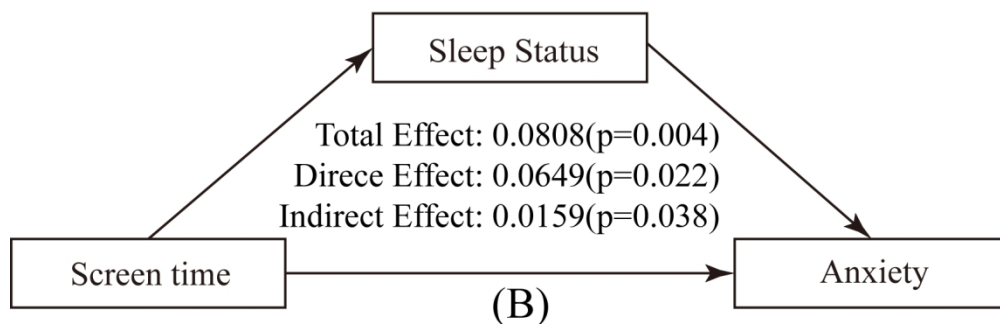 Sleep Status
Total Effect: 0.0808(p=0.004)
Direce Effect: 0.0649(p=0.022)
Indirect Effect: 0.0159(p=0.038)
Screen time
Anxiety
(B)